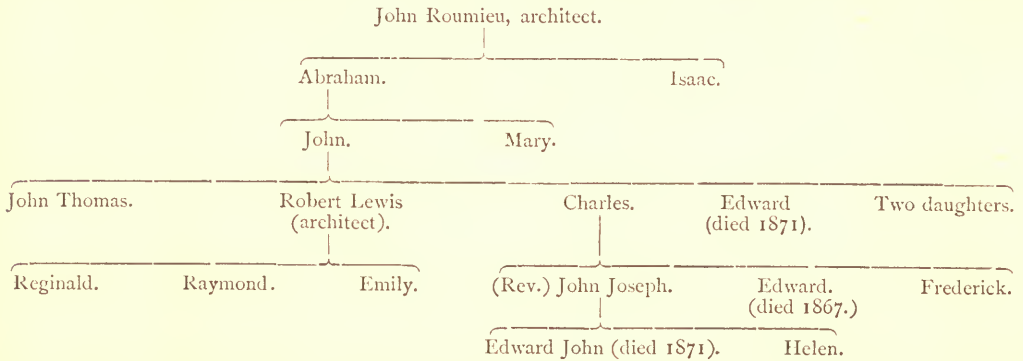 John Roumieu, architect.
Abraham. Isaac.
John. Mary.
John Thomas. Robert Lewis Charles. Edward Two daughters.
(architect). (died 1871).
Reginald. Raymond. Emily. (Rev.) John Joseph. Edward. Frederick.
(died 1867.)
Edward John (died 1871). Helen.